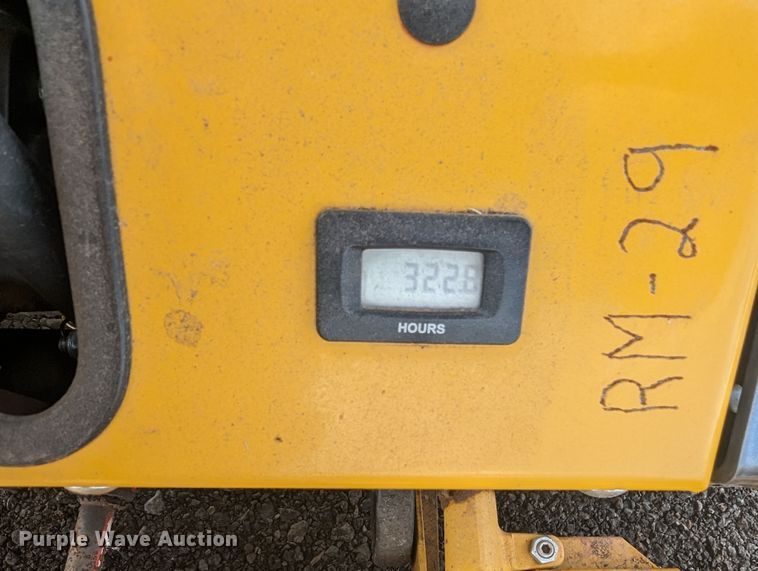 322.8
HOURS
RM-29
Purple Wave Auction®